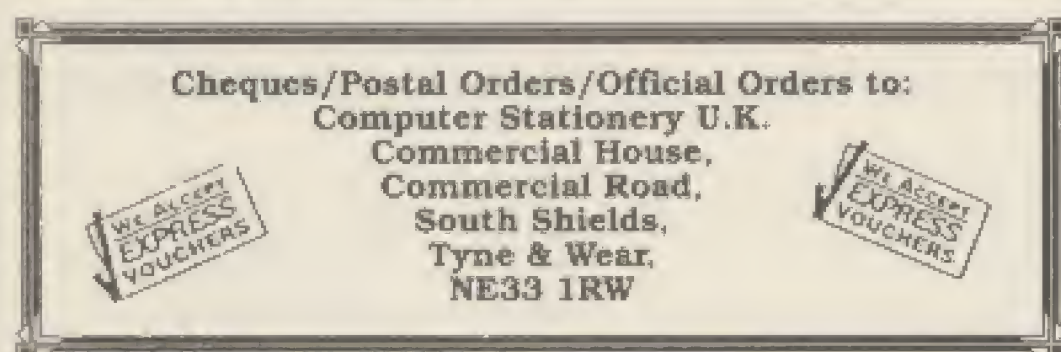 Cheques/Postal Orders/Official Orders to:
Computer Stationery U.K.
Commercial House,
Commercial Road,
South Shields,
Tyne & Wear,
NE33 1RW
WE ACCEPT
EXPRESS
VOUCHERS
WE ACCEPT
EXPRESS
VOUCHERS